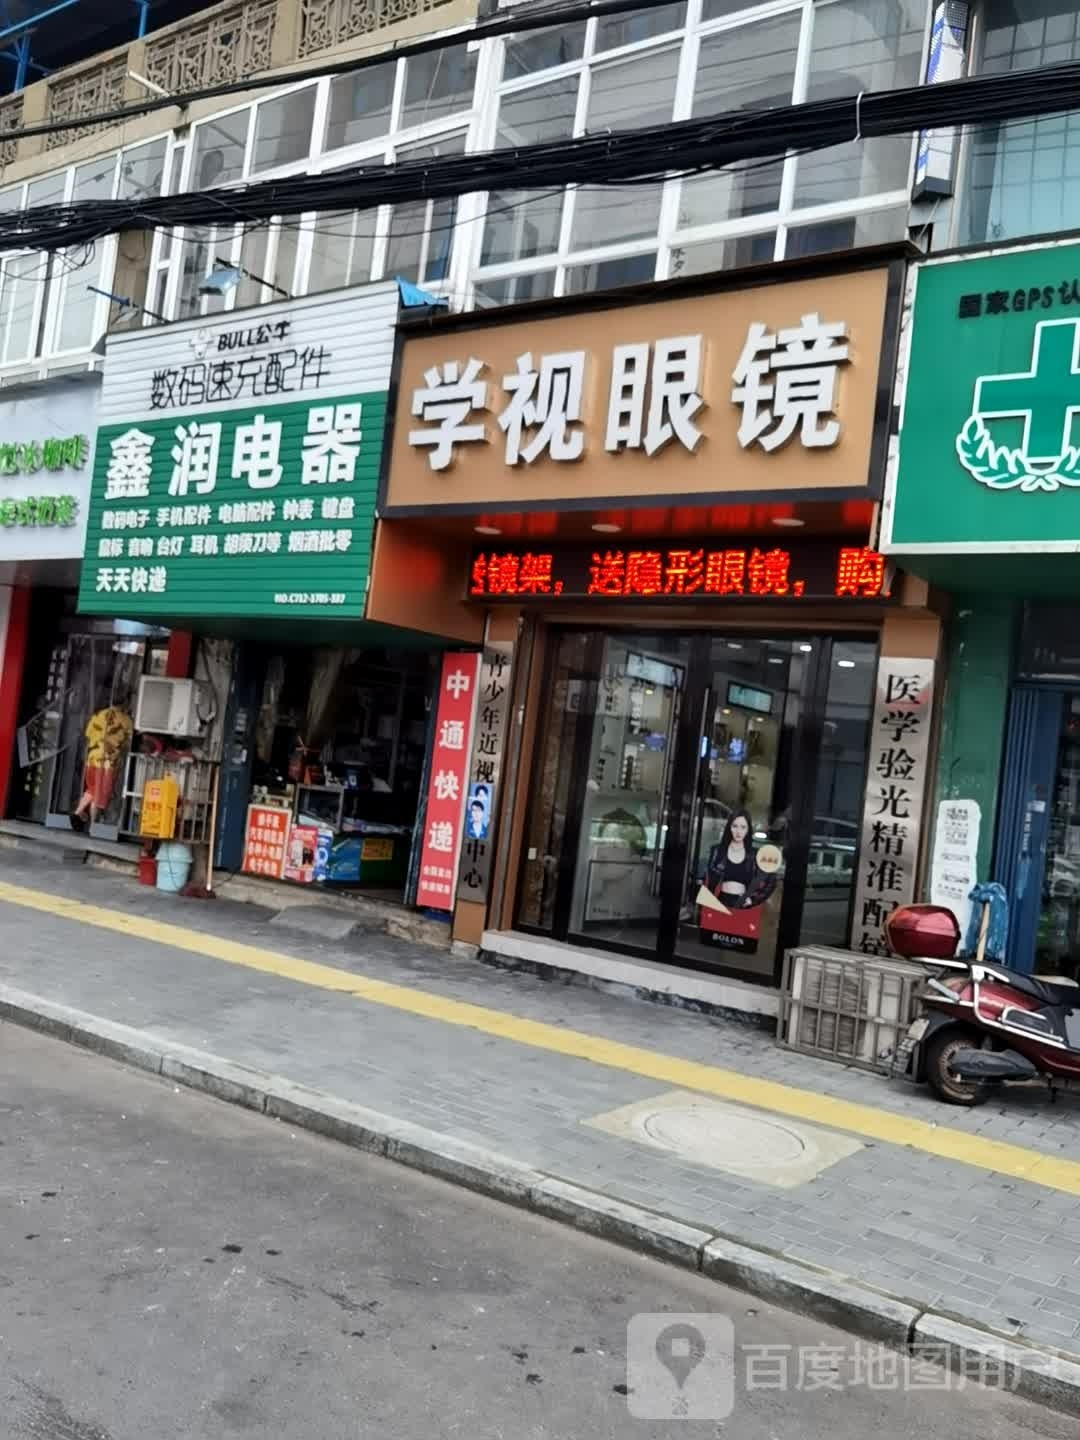 BULL公牛
数码速充配件
鑫润电器
数码电子 手机配件 电脑配件 钟表 键盘
鼠标 音响 台灯 耳机 胡须刀等 烟酒批零
天天快递
学视眼镜
镜架，送隐形眼镜，购
国家GPS认
中通快递
青少年近视
中心
医学验光精准配镜
BOLON
百度地图用户